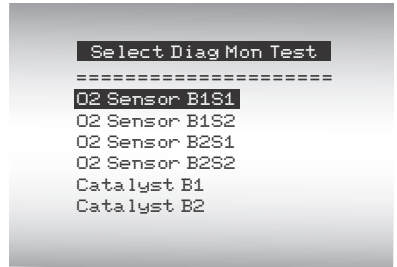 Select Diag Mon Test
=====================
O2 Sensor B1S1
O2 Sensor B1S2
O2 Sensor B2S1
O2 Sensor B2S2
Catalyst B1
Catalyst B2